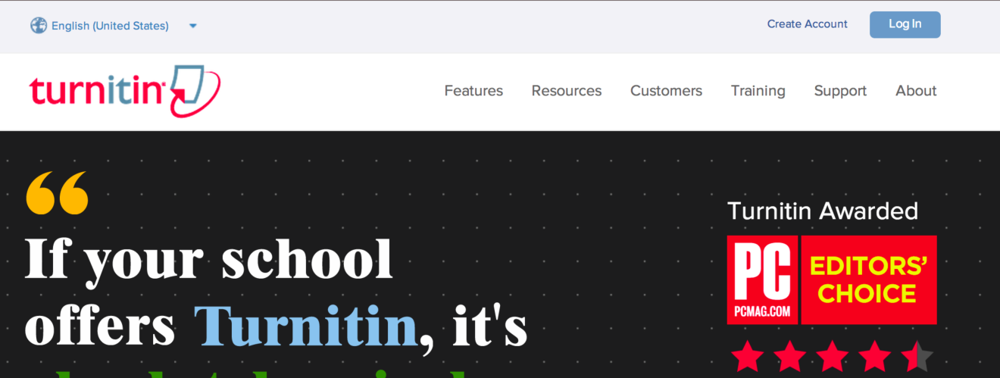 English (United States)
Create Account
Log In
turnitin
Features
Resources
Customers
Training
Support
About
“
If your school
offers Turnitin, it's
Turnitin Awarded
PC
PCMAG.COM
EDITORS’
CHOICE